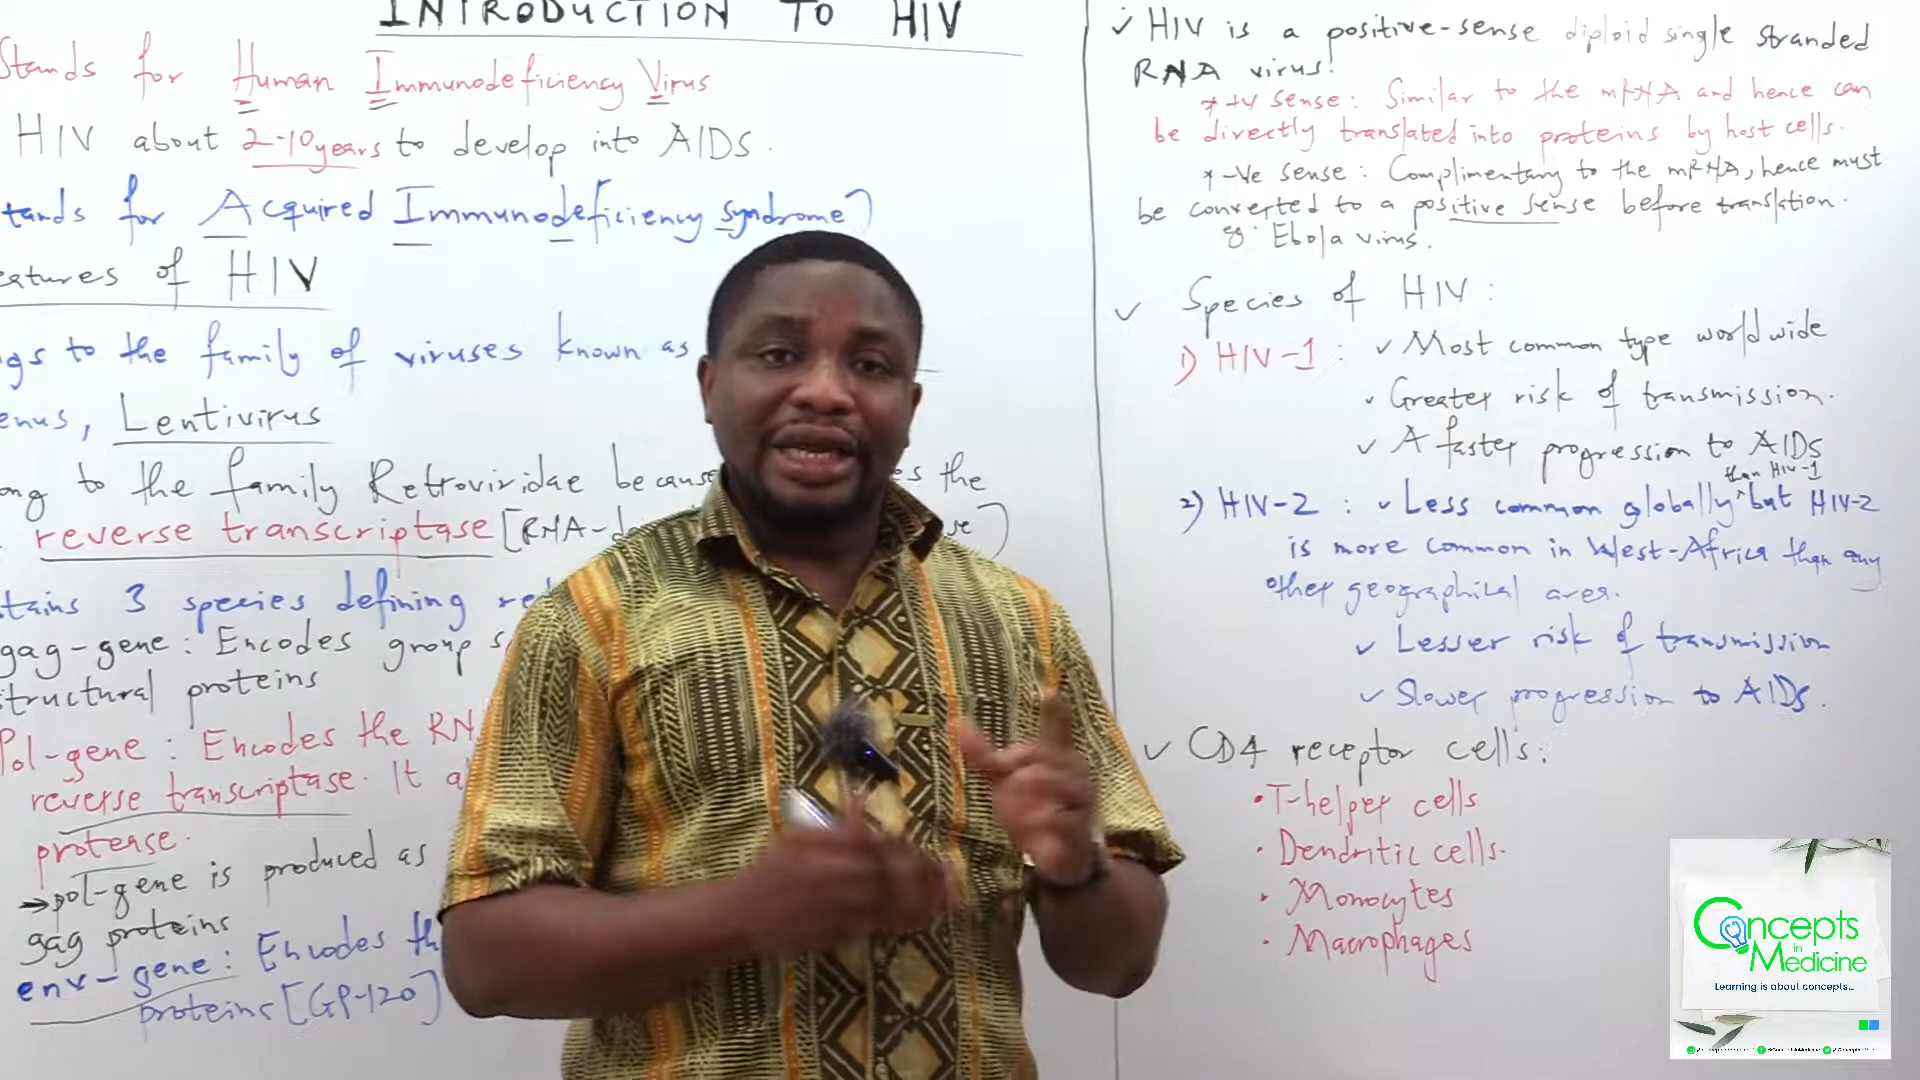 INTRODUCTION TO HIV
Stands for Human Immunodeficiency Virus
HIV about 2-10years to develop into AIDS.
tands for Acquired Immunodeficiency syndrome)
eatures of HIV
gs to the family of viruses known as
enus, Lentivirus
ong to the family Retroviridae because es the
reverse transcriptase [RNA-d se)
tains 3 species defining re
gag-gene: Encodes group s
structural proteins
Pol-gene: Encodes the RN
reverse transcriptase. It al
protease.
→pol-gene is produced as
gag proteins
env-gene: Encodes th
proteins [GP-120]
✓ HIV is a positive-sense diploid single stranded
RNA virus.
* +ve sense: Similar to the mRNA and hence can
be directly translated into proteins by host cells.
* -Ve sense: Complimentary to the mRNA, hence must
be converted to a positive sense before translation.
eg. Ebola virus.
✓ Species of HIV:
1) HIV-1: ✓ Most common type worldwide
✓ Greater risk of transmission.
✓ A faster progression to AIDs
than HIV-1
2) HIV-2: ✓ Less common globally ^ but HIV-2
is more common in West-Africa than any
other geographical area.
✓ Lesser risk of transmission
✓ Slower progression to AIDs.
✓ CD4 receptor cells:
• T-helper cells
• Dendritic cells.
• Monocytes
• Macrophages
Concepts
in
Medicine
Learning is about concepts...